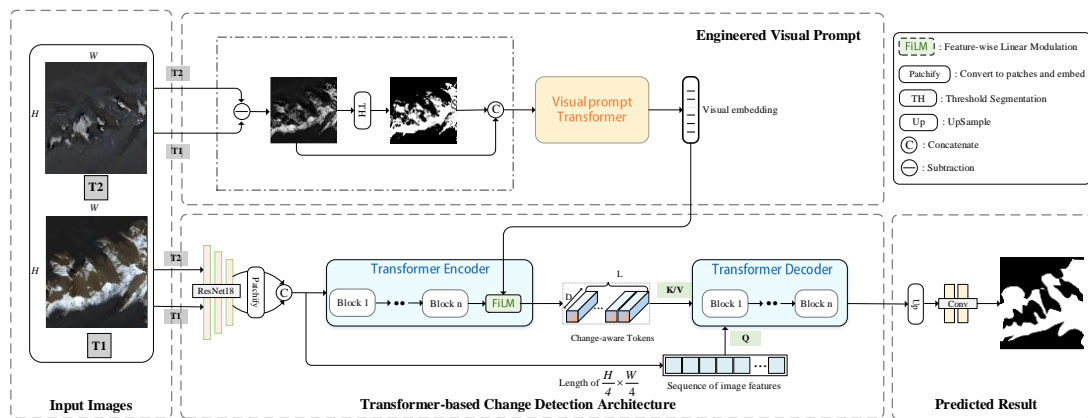 W
H
T2
W
H
T1
Input Images
T2
T1
T2
T1
Engineered Visual Prompt
TH
C
Visual prompt
Transformer
Visual embedding
ResNet18
Patchify
C
Transformer Encoder
Block 1
Block n
FiLM
D
L
Change-aware Tokens
K/V
Q
Transformer Decoder
Block 1
Block n
Length of H/4 × W/4
Sequence of image features
Transformer-based Change Detection Architecture
FiLM : Feature-wise Linear Modulation
Patchify : Convert to patches and embed
TH : Threshold Segmentation
Up : UpSample
C : Concatenate
: Subtraction
Up
Conv
Predicted Result